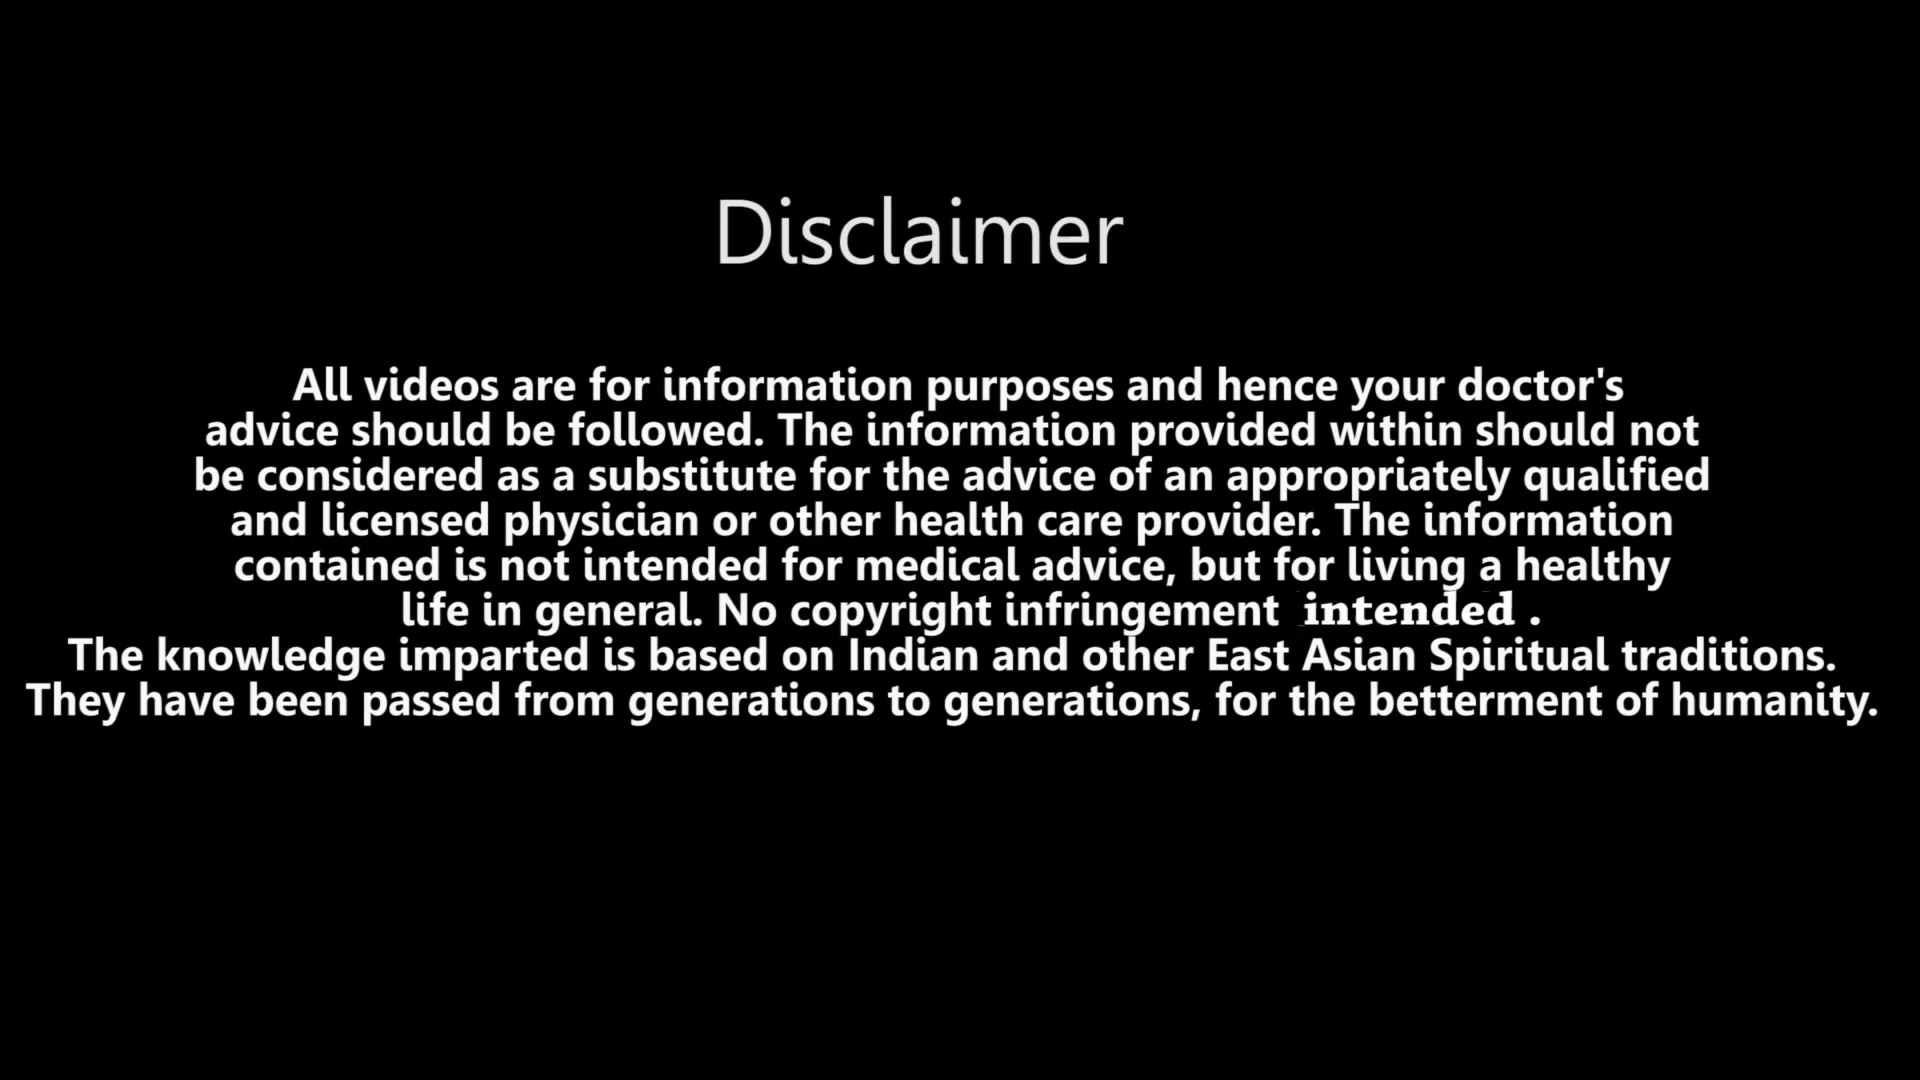 Disclaimer
All videos are for information purposes and hence your doctor's
advice should be followed. The information provided within should not
be considered as a substitute for the advice of an appropriately qualified
and licensed physician or other health care provider. The information
contained is not intended for medical advice, but for living a healthy
life in general. No copyright infringement intended .
The knowledge imparted is based on Indian and other East Asian Spiritual traditions.
They have been passed from generations to generations, for the betterment of humanity.